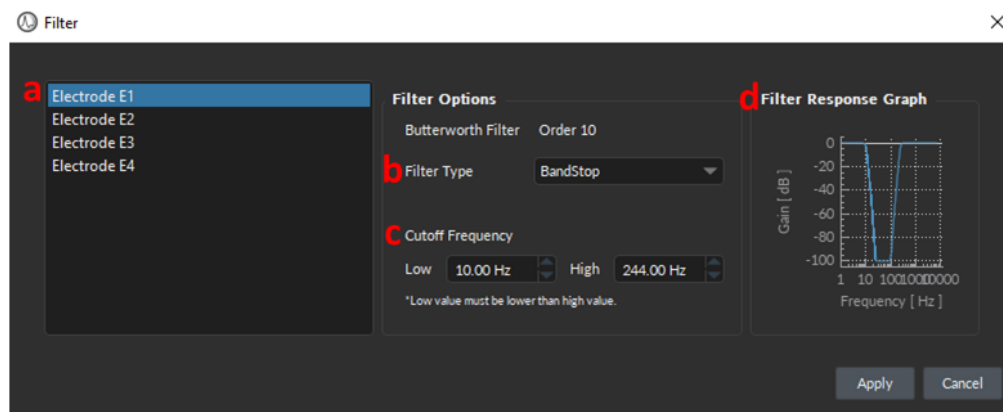 Filter
a
Electrode E1
Electrode E2
Electrode E3
Electrode E4
Filter Options
Butterworth Filter Order 10
b Filter Type BandStop
c Cutoff Frequency
Low 10.00 Hz High 244.00 Hz
*Low value must be lower than high value.
d Filter Response Graph
Gain [ dB ]
0
-20
-40
-60
-80
-100
1 10 100 1000 10000
Frequency [ Hz ]
Apply Cancel